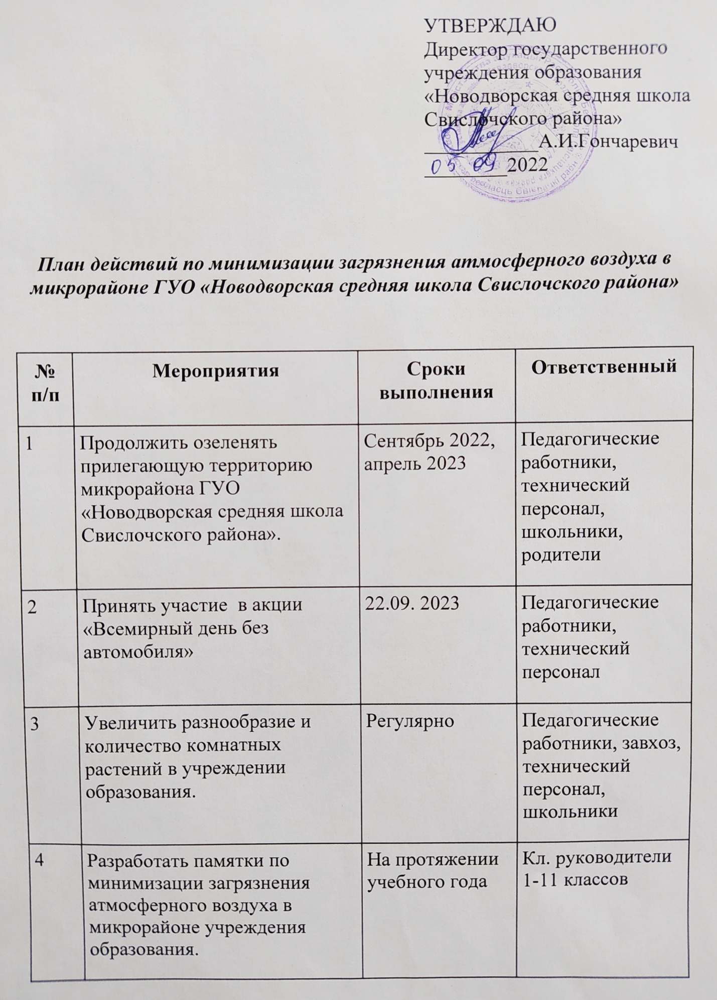 УТВЕРЖДАЮ
Директор государственного
учреждения образования
«Новодворская средняя школа
Свислочского района»
А.И.Гончаревич
05 09 2022
План действий по минимизации загрязнения атмосферного воздуха в
микрорайоне ГУО «Новодворская средняя школа Свислочского района»
№
п/п
Мероприятия
Сроки
выполнения
Ответственный
1
Продолжить озеленять
прилегающую территорию
микрорайона ГУО
«Новодворская средняя школа
Свислочского района».
Сентябрь 2022,
апрель 2023
Педагогические
работники,
технический
персонал,
школьники,
родители
2
Принять участие  в акции
«Всемирный день без
автомобиля»
22.09. 2023
Педагогические
работники,
технический
персонал
3
Увеличить разнообразие и
количество комнатных
растений в учреждении
образования.
Регулярно
Педагогические
работники, завхоз,
технический
персонал,
школьники
4
Разработать памятки по
минимизации загрязнения
атмосферного воздуха в
микрорайоне учреждения
образования.
На протяжении
учебного года
Кл. руководители
1-11 классов